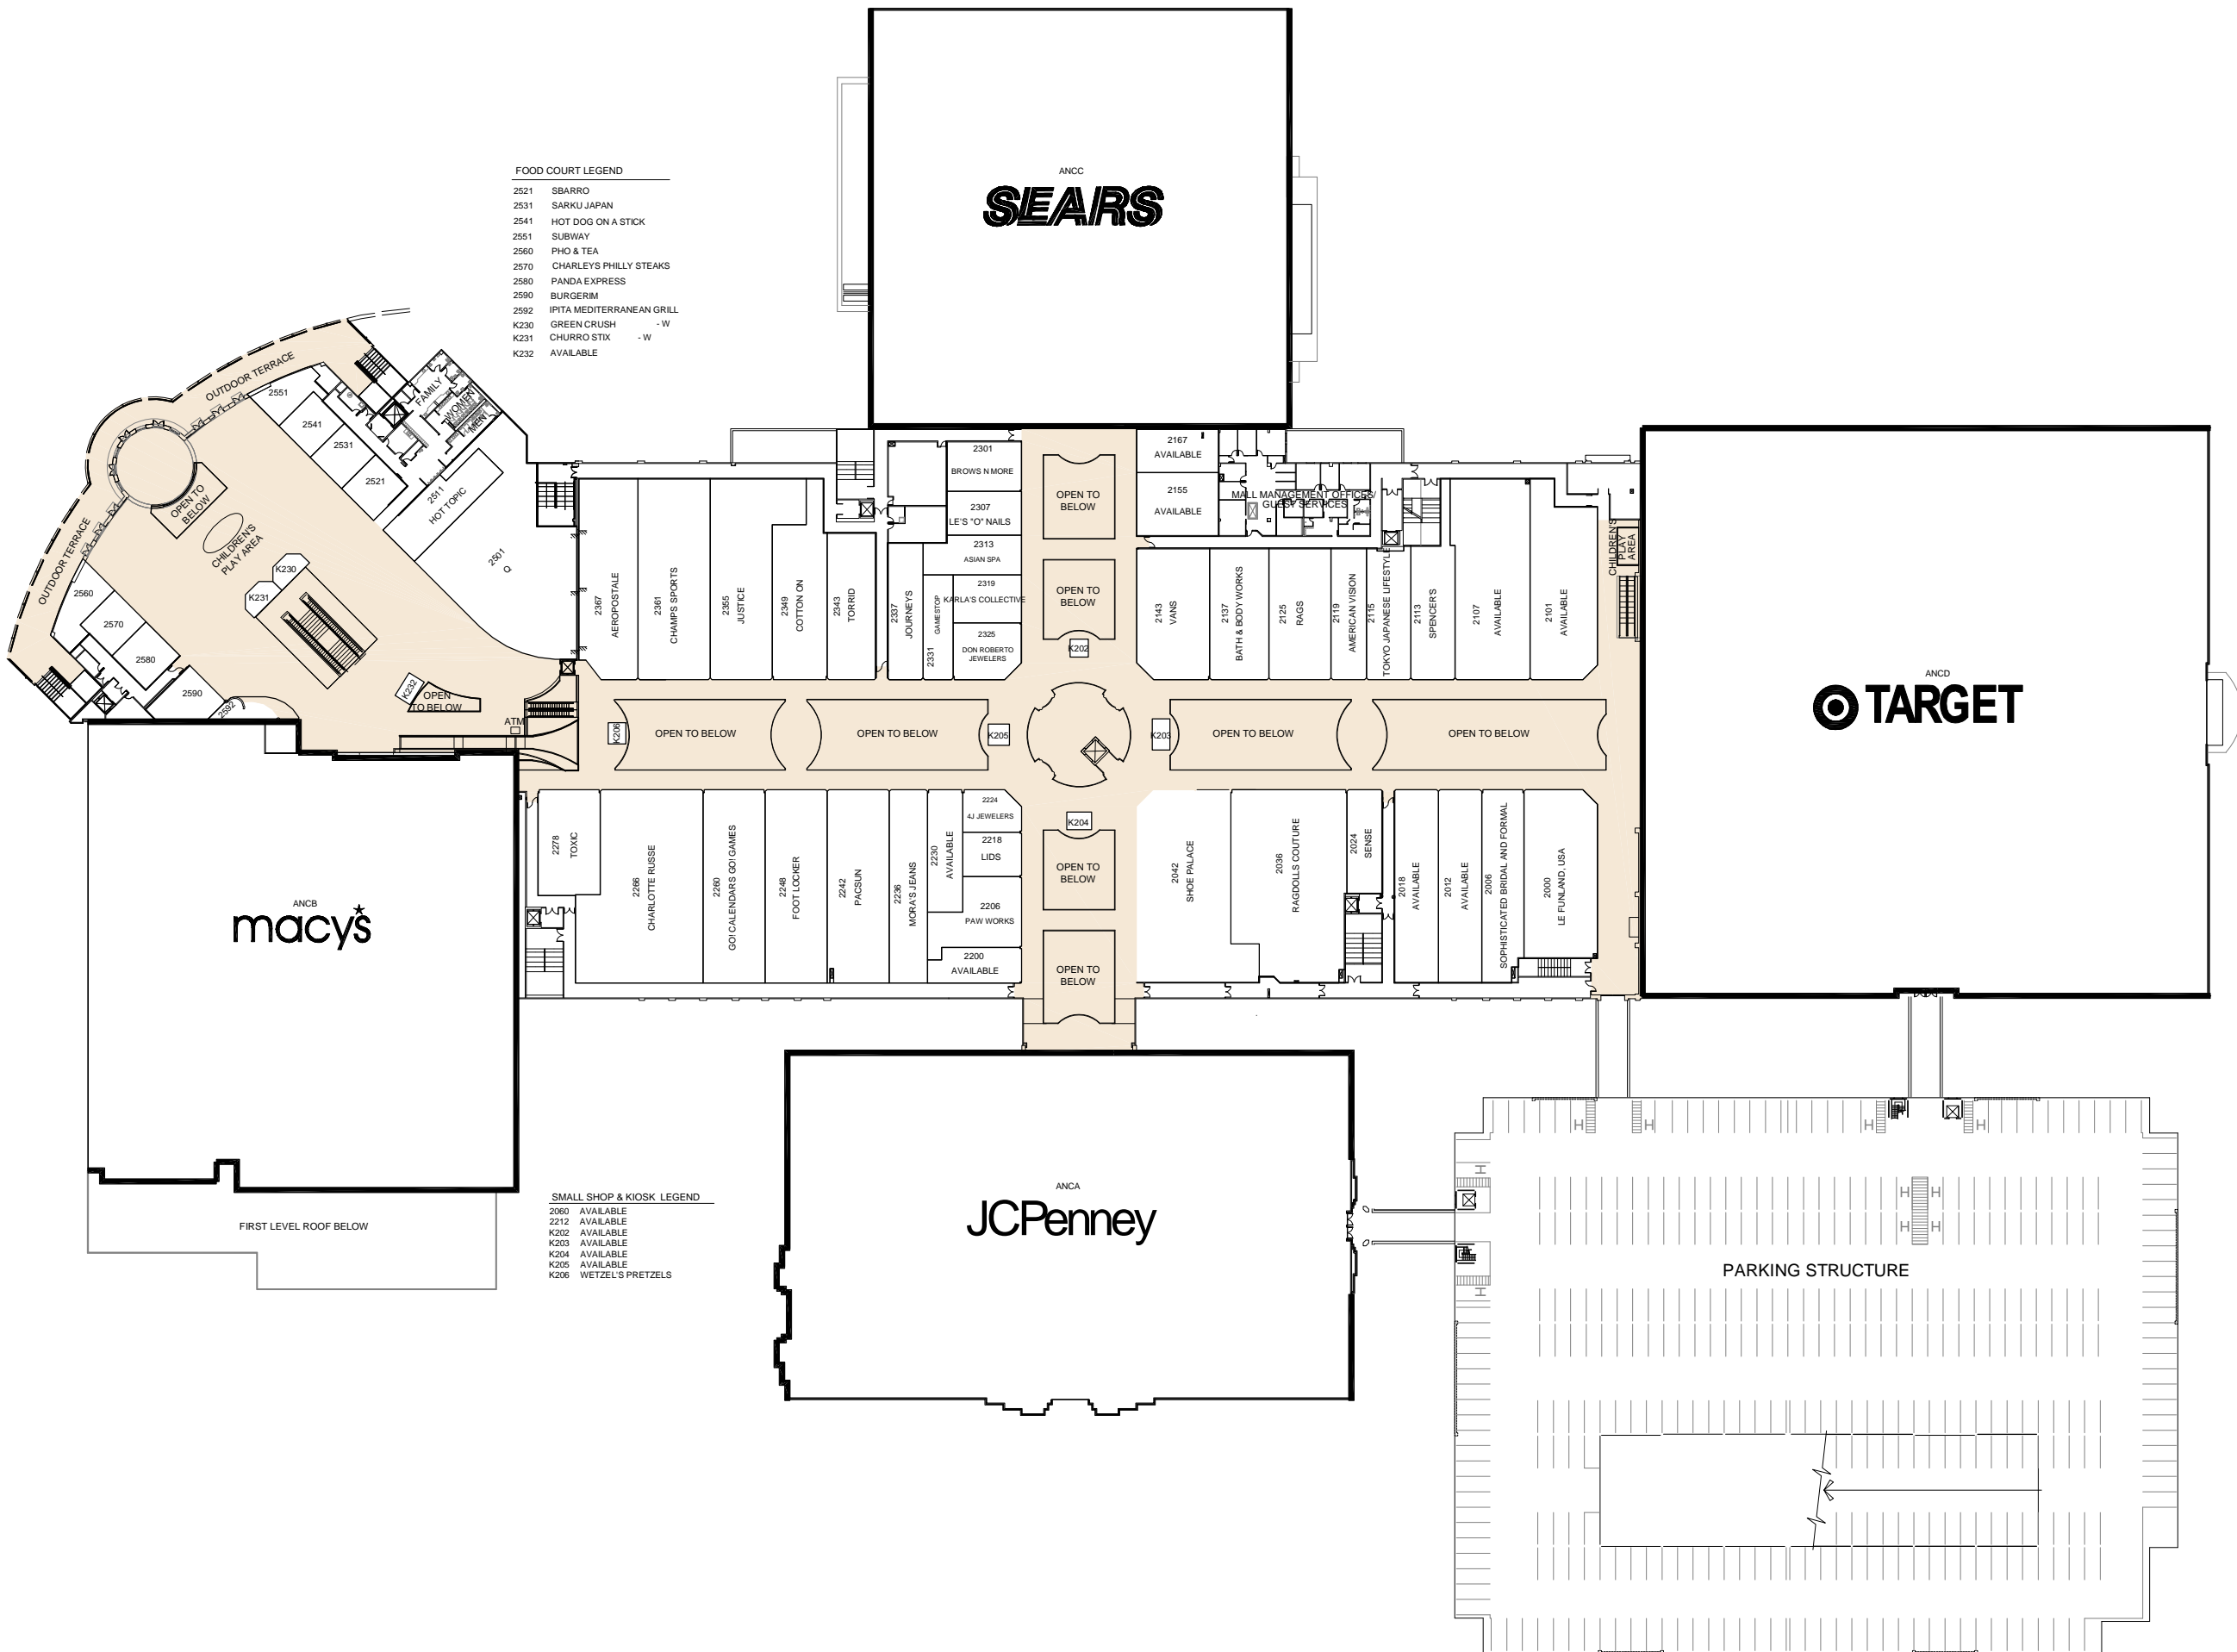 ANCC
SEARS
FOOD COURT LEGEND
2521 SBARRO
2531 SARKU JAPAN
2541 HOT DOG ON A STICK
2551 SUBWAY
2560 PHO & TEA
2570 CHARLEYS PHILLY STEAKS
2580 PANDA EXPRESS
2590 BURGERIM
2592 IPITA MEDITERRANEAN GRILL
K230 GREEN CRUSH - W
K231 CHURRO STIX - W
K232 AVAILABLE
OUTDOOR TERRACE
FAMILY
WOMEN
MEN
2551
2541
2531
2521
2511
HOT TOPIC
2501
Q
OPEN TO
BELOW
CHILDREN'S
PLAY AREA
OUTDOOR TERRACE
K230
K231
2560
2570
2580
2590
2592
K232
OPEN
TO BELOW
ATM
2367
AEROPOSTALE
2361
CHAMPS SPORTS
2355
JUSTICE
2349
COTTON ON
2343
TORRID
2337
JOURNEYS
GAMESTOP
2331
2301
BROWS N MORE
2307
LE'S "O" NAILS
2313
ASIAN SPA
2319
KARLA'S COLLECTIVE
2325
DON ROBERTO
JEWELERS
OPEN TO
BELOW
OPEN TO
BELOW
K202
2167
AVAILABLE
2155
AVAILABLE
MALL MANAGEMENT OFFICES/
GUEST SERVICES
2143
VANS
2137
BATH & BODY WORKS
2125
RAGS
2119
AMERICAN VISION
2115
TOKYO JAPANESE LIFESTYLE
2113
SPENCER'S
2107
AVAILABLE
2101
AVAILABLE
CHILDREN'S
PLAY
AREA
ANCD
TARGET
K206
OPEN TO BELOW
OPEN TO BELOW
K205
K203
OPEN TO BELOW
OPEN TO BELOW
2278
TOXIC
2266
CHARLOTTE RUSSE
2260
GO! CALENDARS GO! GAMES
2248
FOOT LOCKER
2242
PACSUN
2236
MORA'S JEANS
2230
AVAILABLE
2224
4J JEWELERS
2218
LIDS
2206
PAW WORKS
2200
AVAILABLE
K204
OPEN TO
BELOW
OPEN TO
BELOW
2042
SHOE PALACE
2036
RAGDOLLS COUTURE
2024
SENSE
2018
AVAILABLE
2012
AVAILABLE
2006
SOPHISTICATED BRIDAL AND FORMAL
2000
LE FUNLAND, USA
ANCB
macy's
FIRST LEVEL ROOF BELOW
SMALL SHOP & KIOSK LEGEND
2060 AVAILABLE
2212 AVAILABLE
K202 AVAILABLE
K203 AVAILABLE
K204 AVAILABLE
K205 AVAILABLE
K206 WETZEL'S PRETZELS
ANCA
JCPenney
H H H H
H
H H
H H
H
PARKING STRUCTURE